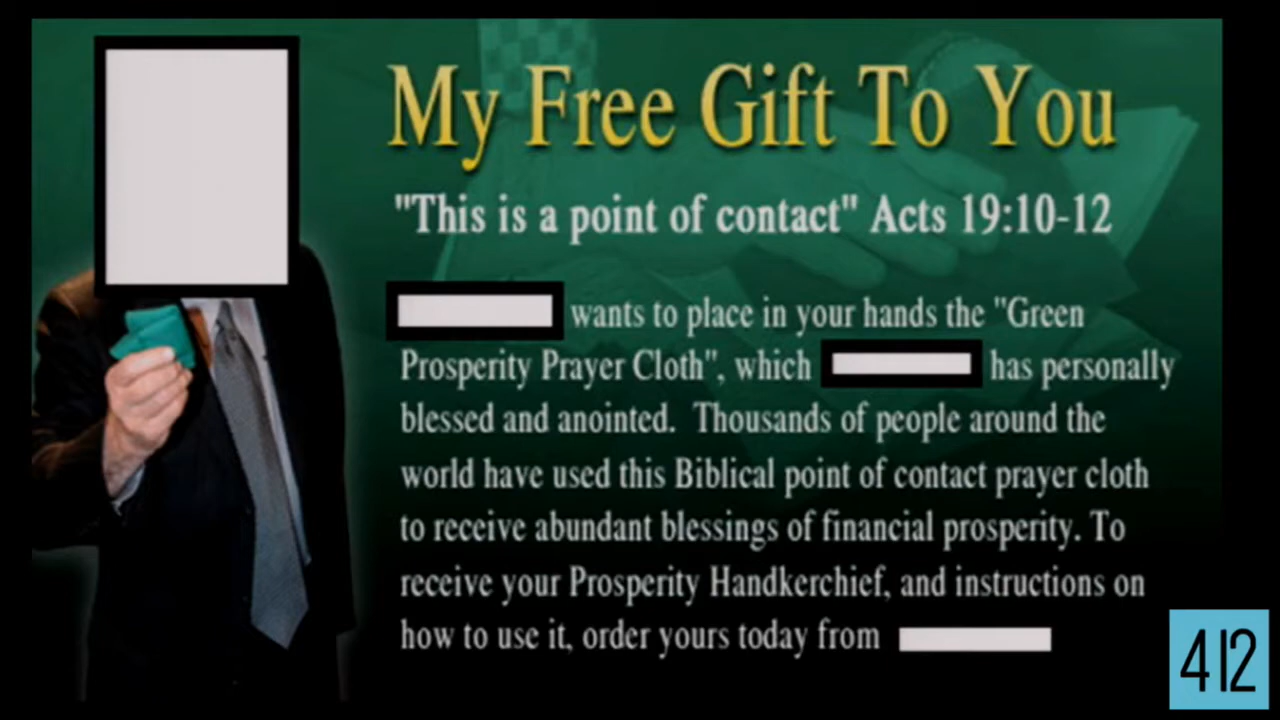 My Free Gift To You
"This is a point of contact" Acts 19:10-12
wants to place in your hands the "Green
Prosperity Prayer Cloth", which has personally
blessed and anointed. Thousands of people around the
world have used this Biblical point of contact prayer cloth
to receive abundant blessings of financial prosperity. To
receive your Prosperity Handkerchief, and instructions on
how to use it, order yours today from
412